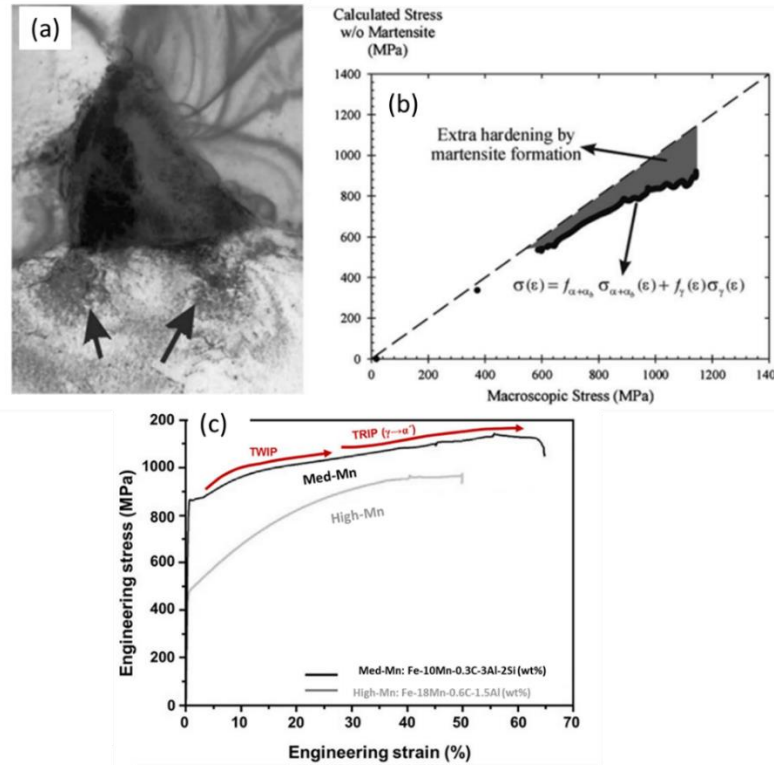 (a)
Calculated Stress
w/o Martensite
(MPa)
1400
1200
1000
800
600
400
200
0
(b)
Extra hardening by
martensite formation
σ(ε) = f_{α+α_b} σ_{α+α_b}(ε) + f_γ(ε)σ_γ(ε)
0 200 400 600 800 1000 1200 1400
Macroscopic Stress (MPa)
(c)
200
1000
800
600
400
200
0
Engineering stress (MPa)
TWIP
TRIP (γ→α´)
Med-Mn
High-Mn
Med-Mn: Fe-10Mn-0.3C-3Al-2Si (wt%)
High-Mn: Fe-18Mn-0.6C-1.5Al (wt%)
0 10 20 30 40 50 60 70
Engineering strain (%)